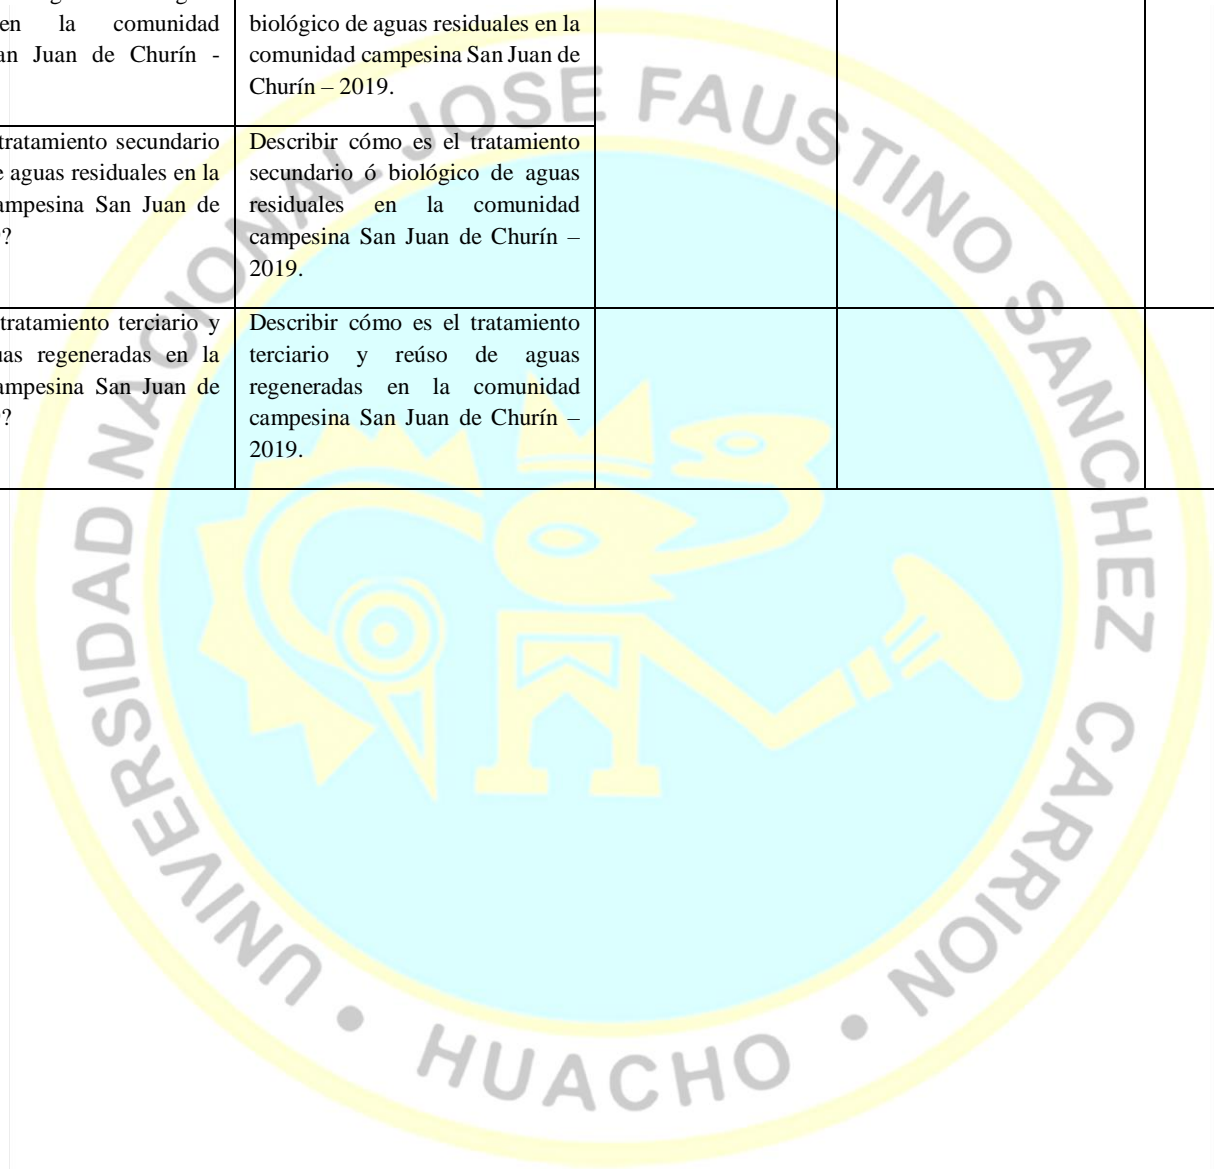 en la comunidad
an Juan de Churín -
biológico de aguas residuales en la
comunidad campesina San Juan de
Churín – 2019.
tratamiento secundario
e aguas residuales en la
ampesina San Juan de
?
Describir cómo es el tratamiento
secundario ó biológico de aguas
residuales en la comunidad
campesina San Juan de Churín –
2019.
tratamiento terciario y
uas regeneradas en la
ampesina San Juan de
?
Describir cómo es el tratamiento
terciario y reúso de aguas
regeneradas en la comunidad
campesina San Juan de Churín –
2019.
UNIVERSIDAD NACIONAL JOSE FAUSTINO SANCHEZ CARRION
• HUACHO •